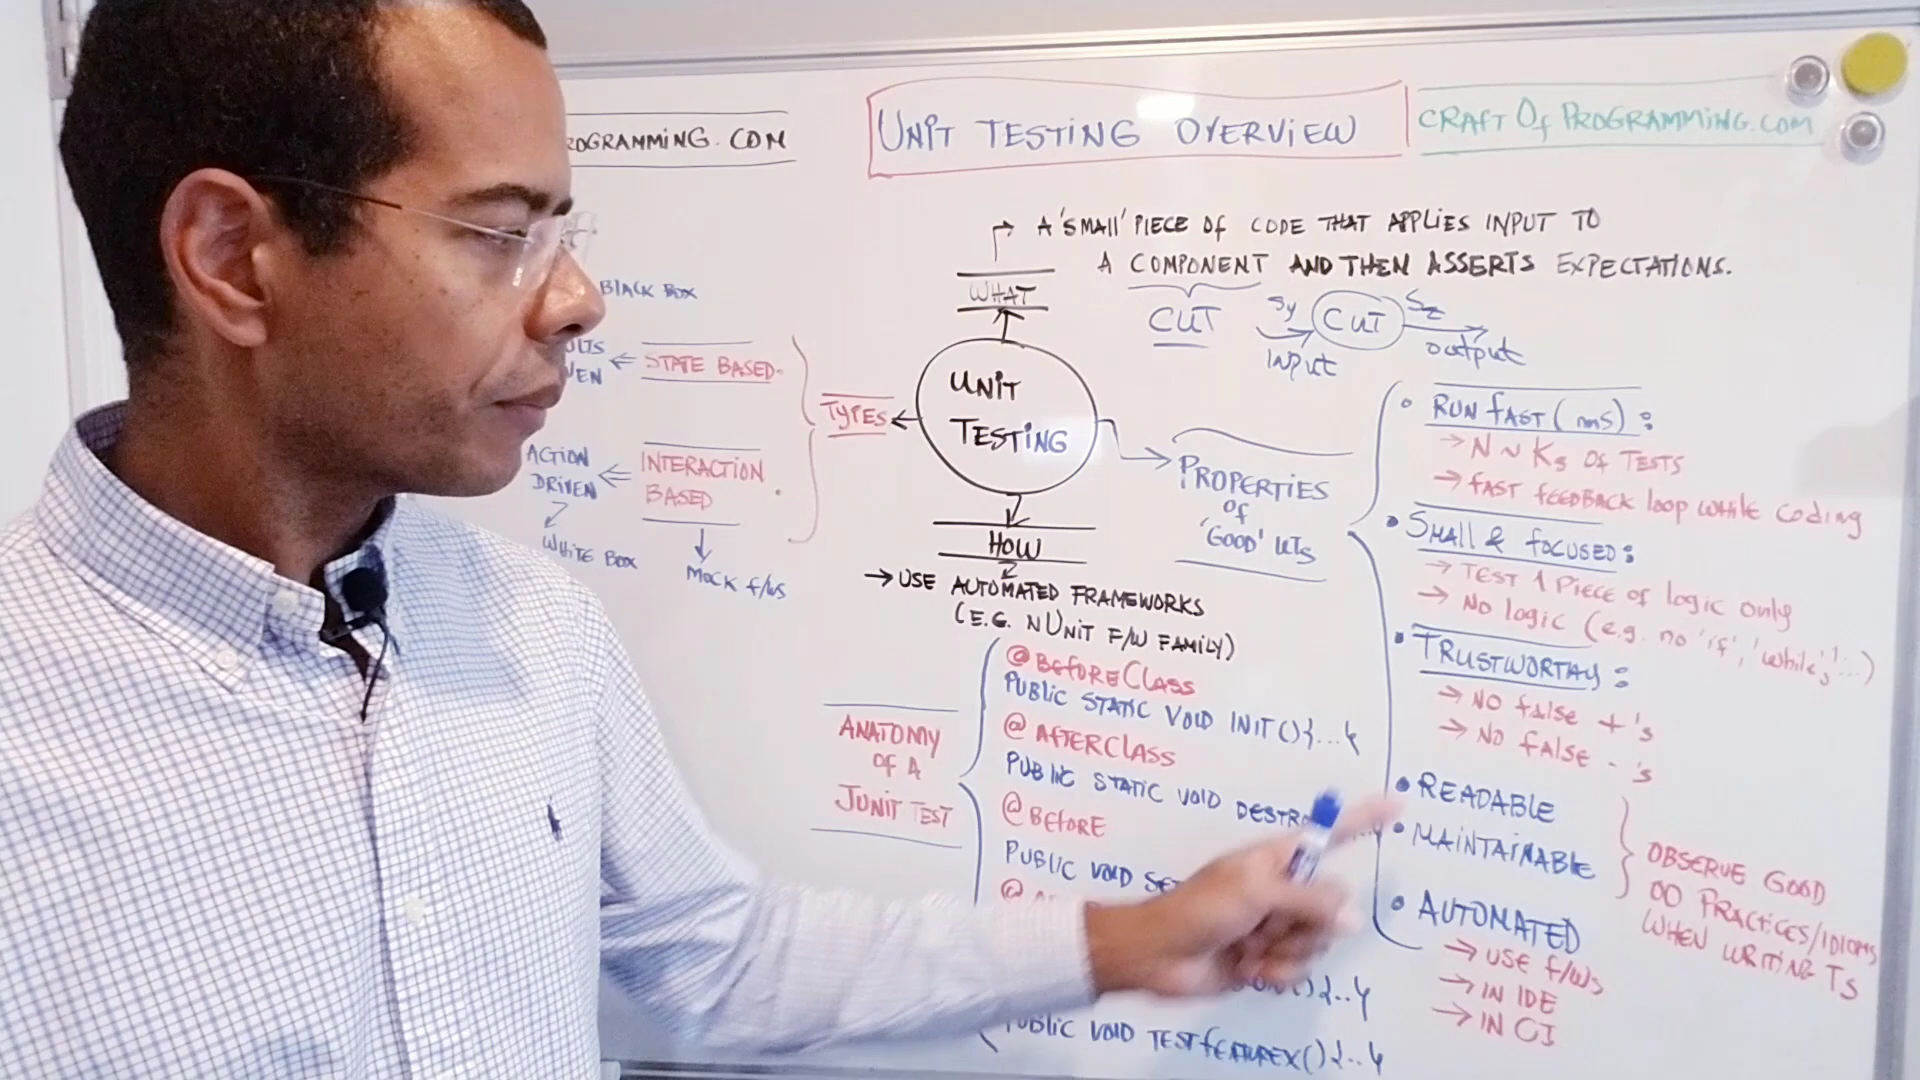 PROGRAMMING.COM
UNIT TESTING OVERVIEW
CRAFT OF PROGRAMMING.COM
A 'SMALL' PIECE OF CODE THAT APPLIES INPUT TO
A COMPONENT AND THEN ASSERTS EXPECTATIONS.
WHAT
CUT
Sy
CUT
Sz
INPUT
OUTPUT
BLACK BOX
STATE BASED
TYPES
ACTION
DRIVEN
INTERACTION
BASED
WHITE BOX
MOCK F/WS
UNIT
TESTING
PROPERTIES
OF
'GOOD' UTS
HOW
→ USE AUTOMATED FRAMEWORKS
(E.G. NUNIT F/W FAMILY)
ANATOMY
OF A
JUNIT TEST
@BEFORECLASS
PUBLIC STATIC VOID INIT(){...}
@AFTERCLASS
PUBLIC STATIC VOID
@BEFORE
PUBLIC VOID
PUBLIC VOID TESTFEATUREX(){...}
• RUN FAST (ms):
→ N ~ Ks OF TESTS
→ FAST FEEDBACK LOOP WHILE CODING
• SMALL & FOCUSED:
→ TEST 1 PIECE OF LOGIC ONLY
→ NO LOGIC (e.g. no 'if', 'while', ...)
• TRUSTWORTHY:
→ NO FALSE +'s
→ NO FALSE -'s
• READABLE
• MAINTAINABLE
OBSERVE GOOD
OO PRACTICES/IDIOMS
WHEN WRITING TS
• AUTOMATED
→ USE F/WS
→ IN IDE
→ IN CI